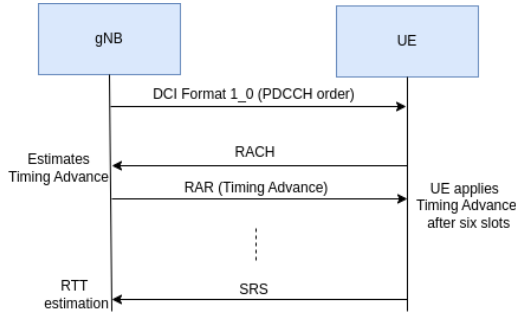 gNB
UE
DCI Format 1_0 (PDCCH order)
RACH
Estimates
Timing Advance
RAR (Timing Advance)
UE applies
Timing Advance
after six slots
RTT
estimation
SRS